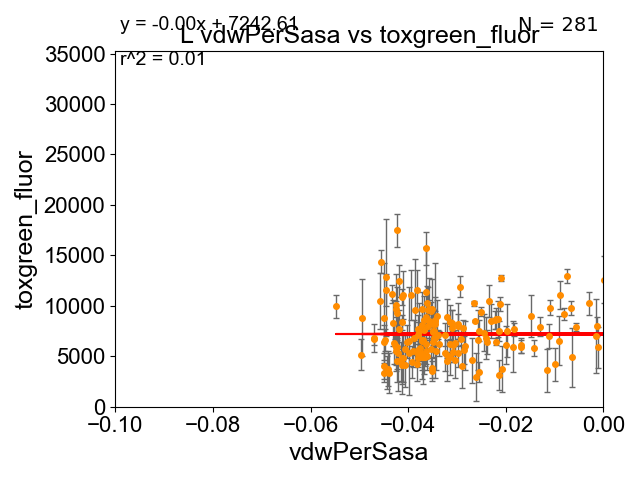 y = -0.00x + 7242.61
N = 281
L vdwPerSasa vs toxgreen_fluor
r^2 = 0.01
35000
30000
25000
20000
15000
10000
5000
0
toxgreen_fluor
−0.10 −0.08 −0.06 −0.04 −0.02 0.00
vdwPerSasa